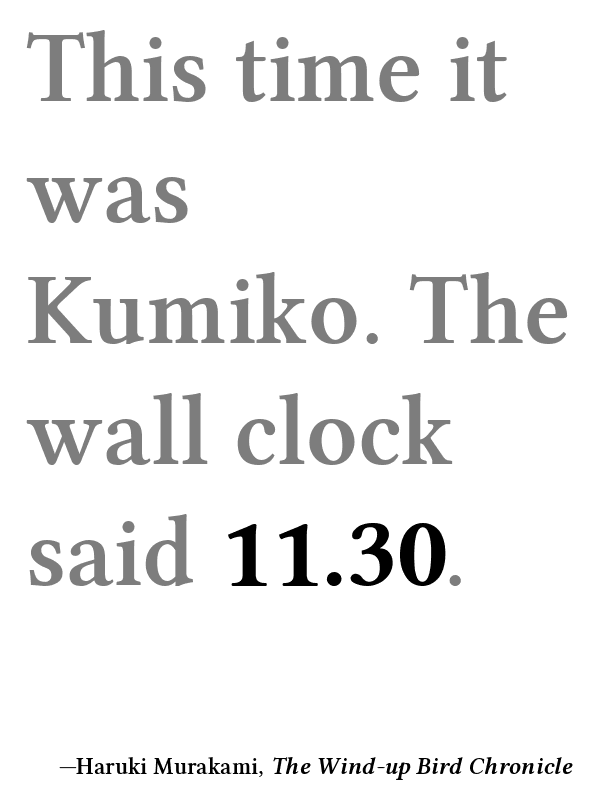 This time it
was
Kumiko. The
wall clock
said 11.30.
—Haruki Murakami, The Wind-up Bird Chronicle